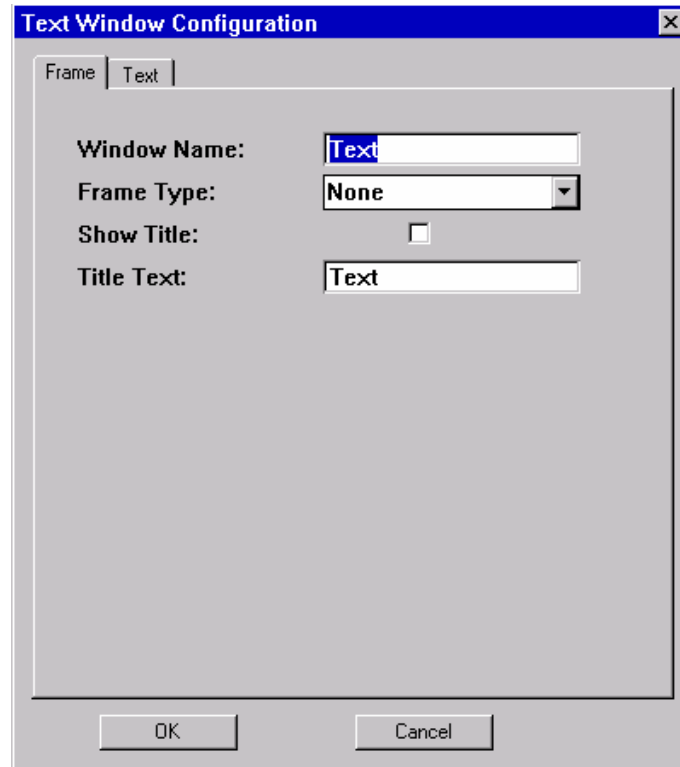 Text Window Configuration
Frame Text
Window Name: Text
Frame Type: None
Show Title:
Title Text: Text
OK Cancel